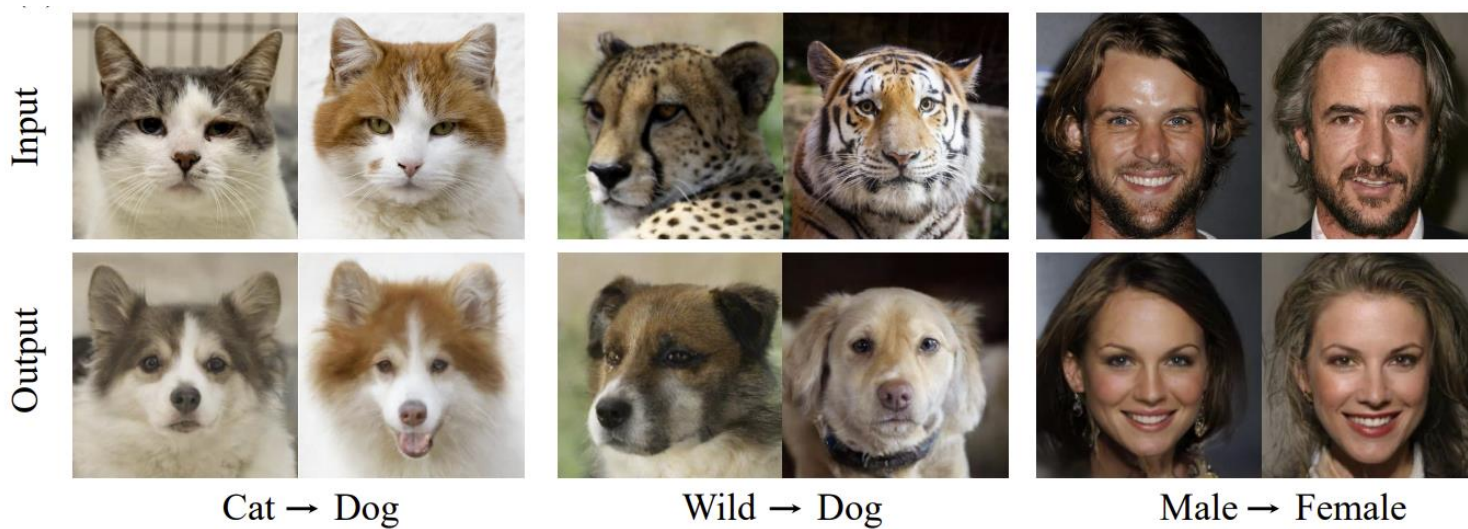 Input
Output
Cat → Dog
Wild → Dog
Male → Female